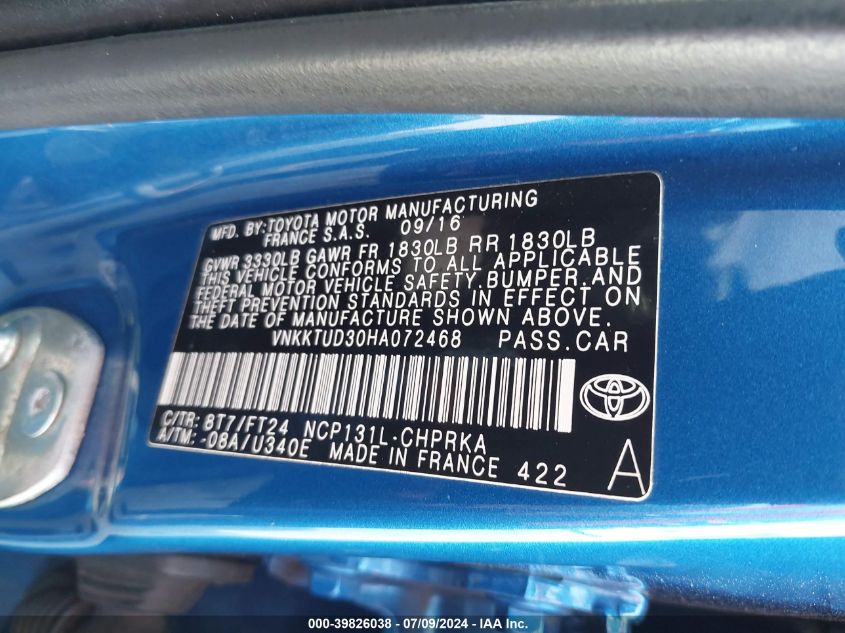 MFD. BY:TOYOTA MOTOR MANUFACTURING
FRANCE S.A.S. 09/16
GVWR 3330LB GAWR FR 1830LB RR 1830LB
THIS VEHICLE CONFORMS TO ALL APPLICABLE
FEDERAL MOTOR VEHICLE SAFETY,BUMPER,AND
THEFT PREVENTION STANDARDS IN EFFECT ON
THE DATE OF MANUFACTURE SHOWN ABOVE.
VNKKTUD30HA072468 PASS.CAR
C/TR: 8T7/FT24 NCP131L-CHPRKA
A/TM: -08A/U340E MADE IN FRANCE 422 A
000-39826038 - 07/09/2024 - IAA Inc.